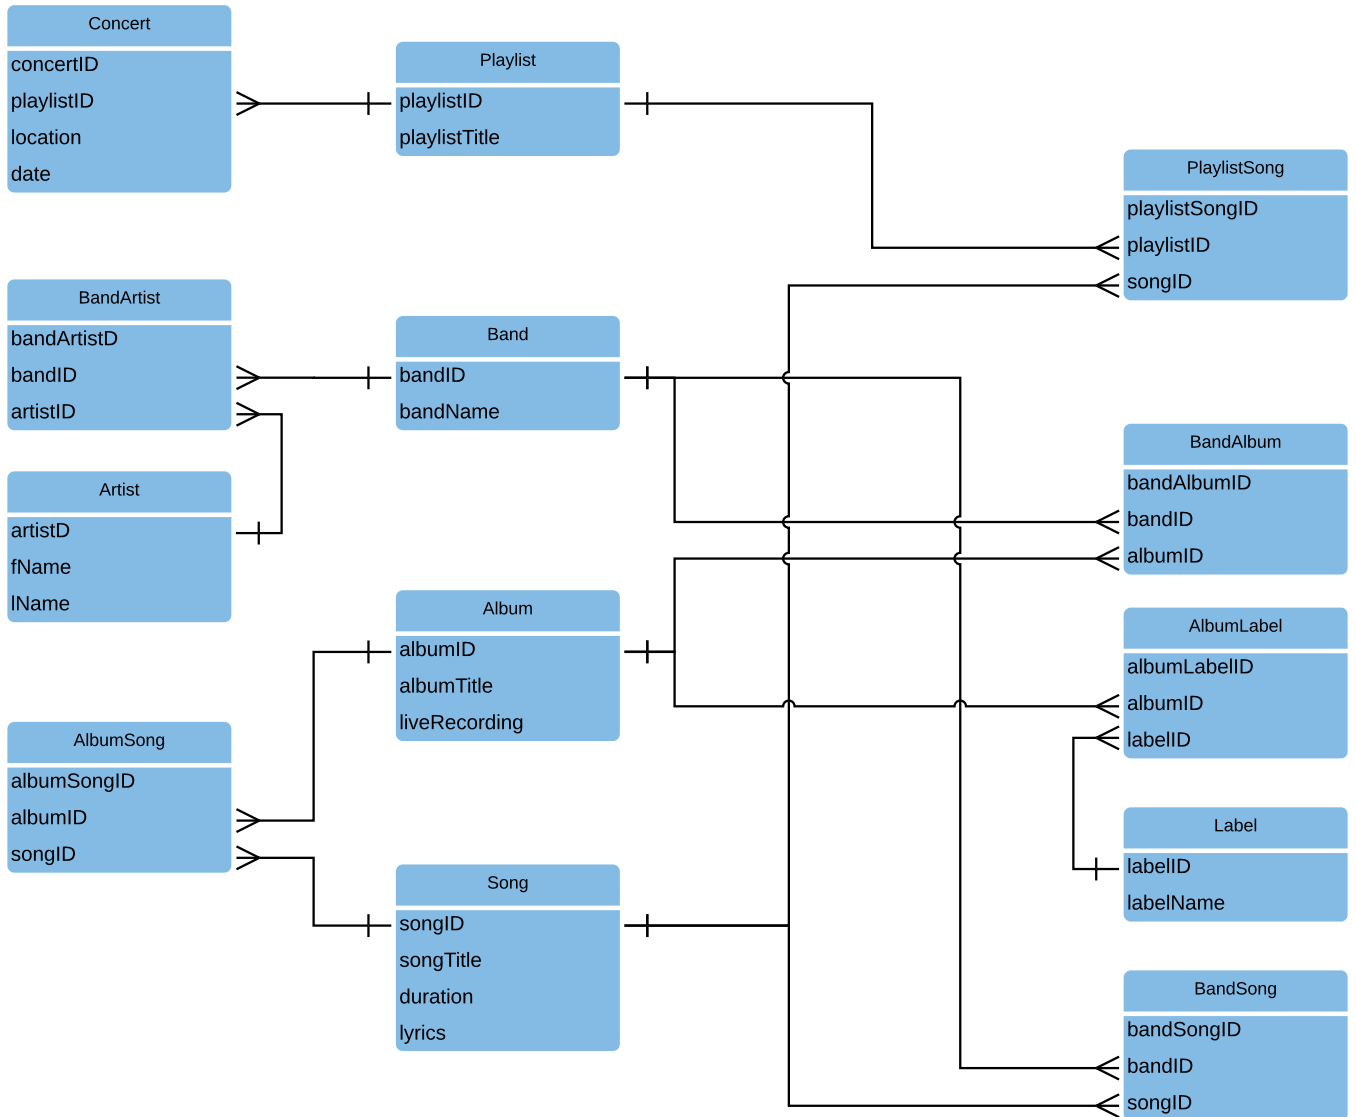 Concert
concertID
playlistID
location
date
Playlist
playlistID
playlistTitle
PlaylistSong
playlistSongID
playlistID
songID
BandArtist
bandArtistD
bandID
artistID
Band
bandID
bandName
Artist
artistD
fName
lName
BandAlbum
bandAlbumID
bandID
albumID
Album
albumID
albumTitle
liveRecording
AlbumLabel
albumLabelID
albumID
labelID
AlbumSong
albumSongID
albumID
songID
Label
labelID
labelName
Song
songID
songTitle
duration
lyrics
BandSong
bandSongID
bandID
songID